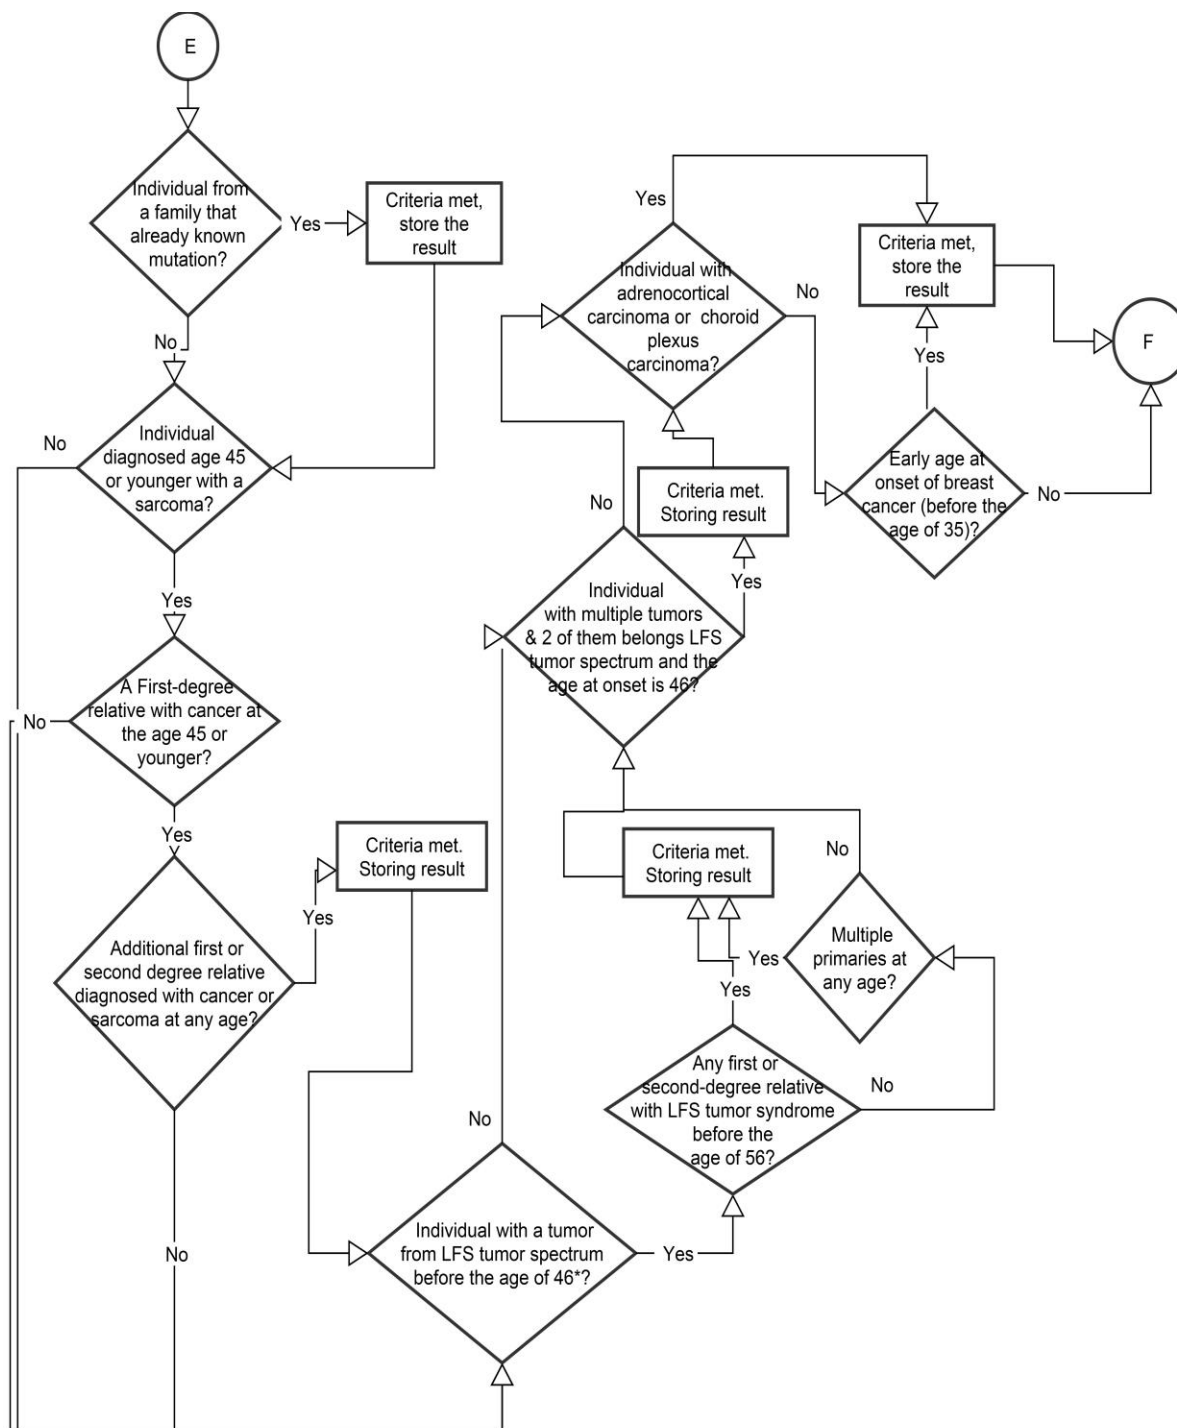 E
Individual from
a family that
already known
mutation?
Yes
Criteria met,
store the
result
No
Individual
diagnosed age 45
or younger with a
sarcoma?
No
Yes
A First-degree
relative with cancer at
the age 45 or
younger?
No
Yes
Additional first or
second degree relative
diagnosed with cancer or
sarcoma at any age?
Yes
Criteria met.
Storing result
No
Individual with a tumor
from LFS tumor spectrum
before the age of 46*?
No
Yes
Any first or
second-degree relative
with LFS tumor syndrome
before the
age of 56?
Yes
No
Multiple
primaries at
any age?
Yes
No
Criteria met.
Storing result
Individual
with multiple tumors
& 2 of them belongs LFS
tumor spectrum and the
age at onset is 46?
No
Yes
Criteria met.
Storing result
Individual with
adrenocortical
carcinoma or choroid
plexus
carcinoma?
Yes
No
Criteria met,
store the
result
Yes
Early age at
onset of breast
cancer (before the
age of 35)?
No
F